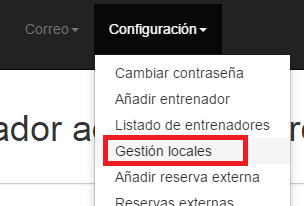 Correo
Configuración
Cambiar contraseña
Añadir entrenador
Listado de entrenadores
Gestión locales
Añadir reserva externa
Reservas externas